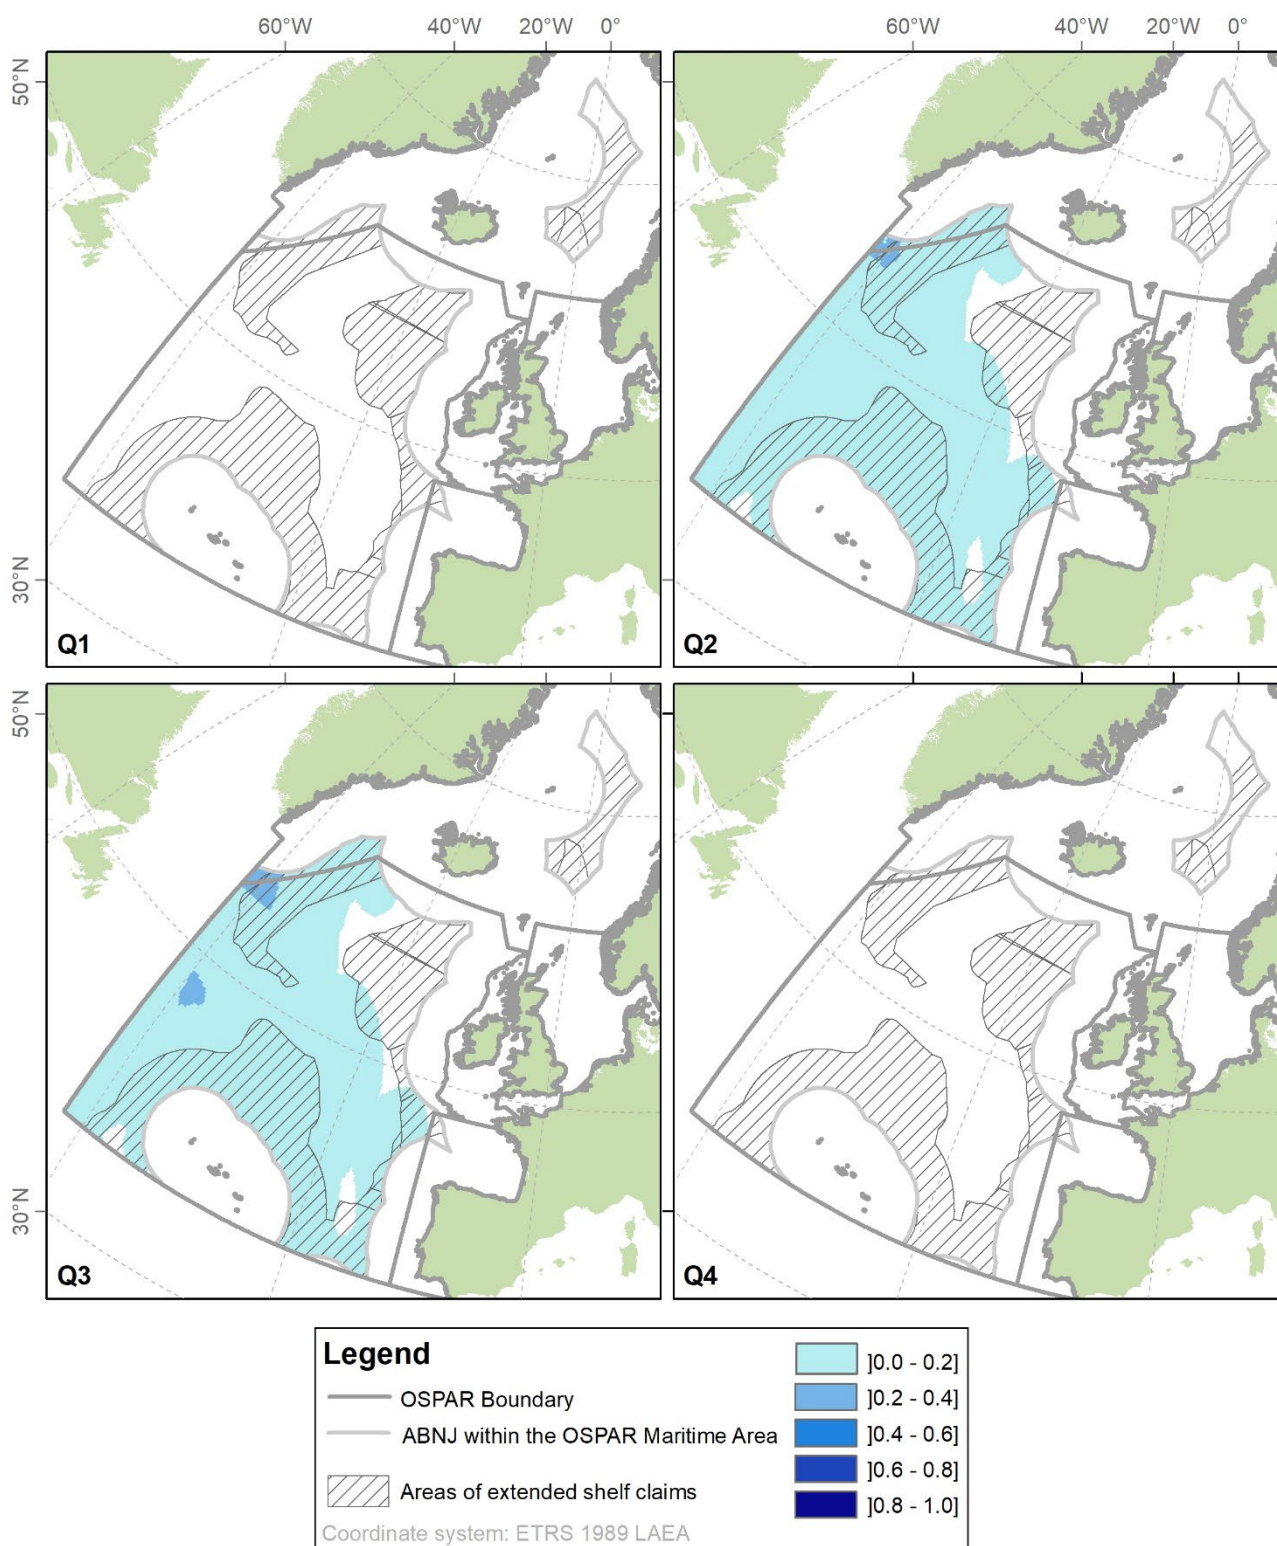 60°W 40°W 20°W 0° 60°W 40°W 20°W 0°
50°N
30°N
Q1 Q2
50°N
30°N
Q3 Q4
Legend
OSPAR Boundary
ABNJ within the OSPAR Maritime Area
Areas of extended shelf claims
Coordinate system: ETRS 1989 LAEA
]0.0 - 0.2]
]0.2 - 0.4]
]0.4 - 0.6]
]0.6 - 0.8]
]0.8 - 1.0]